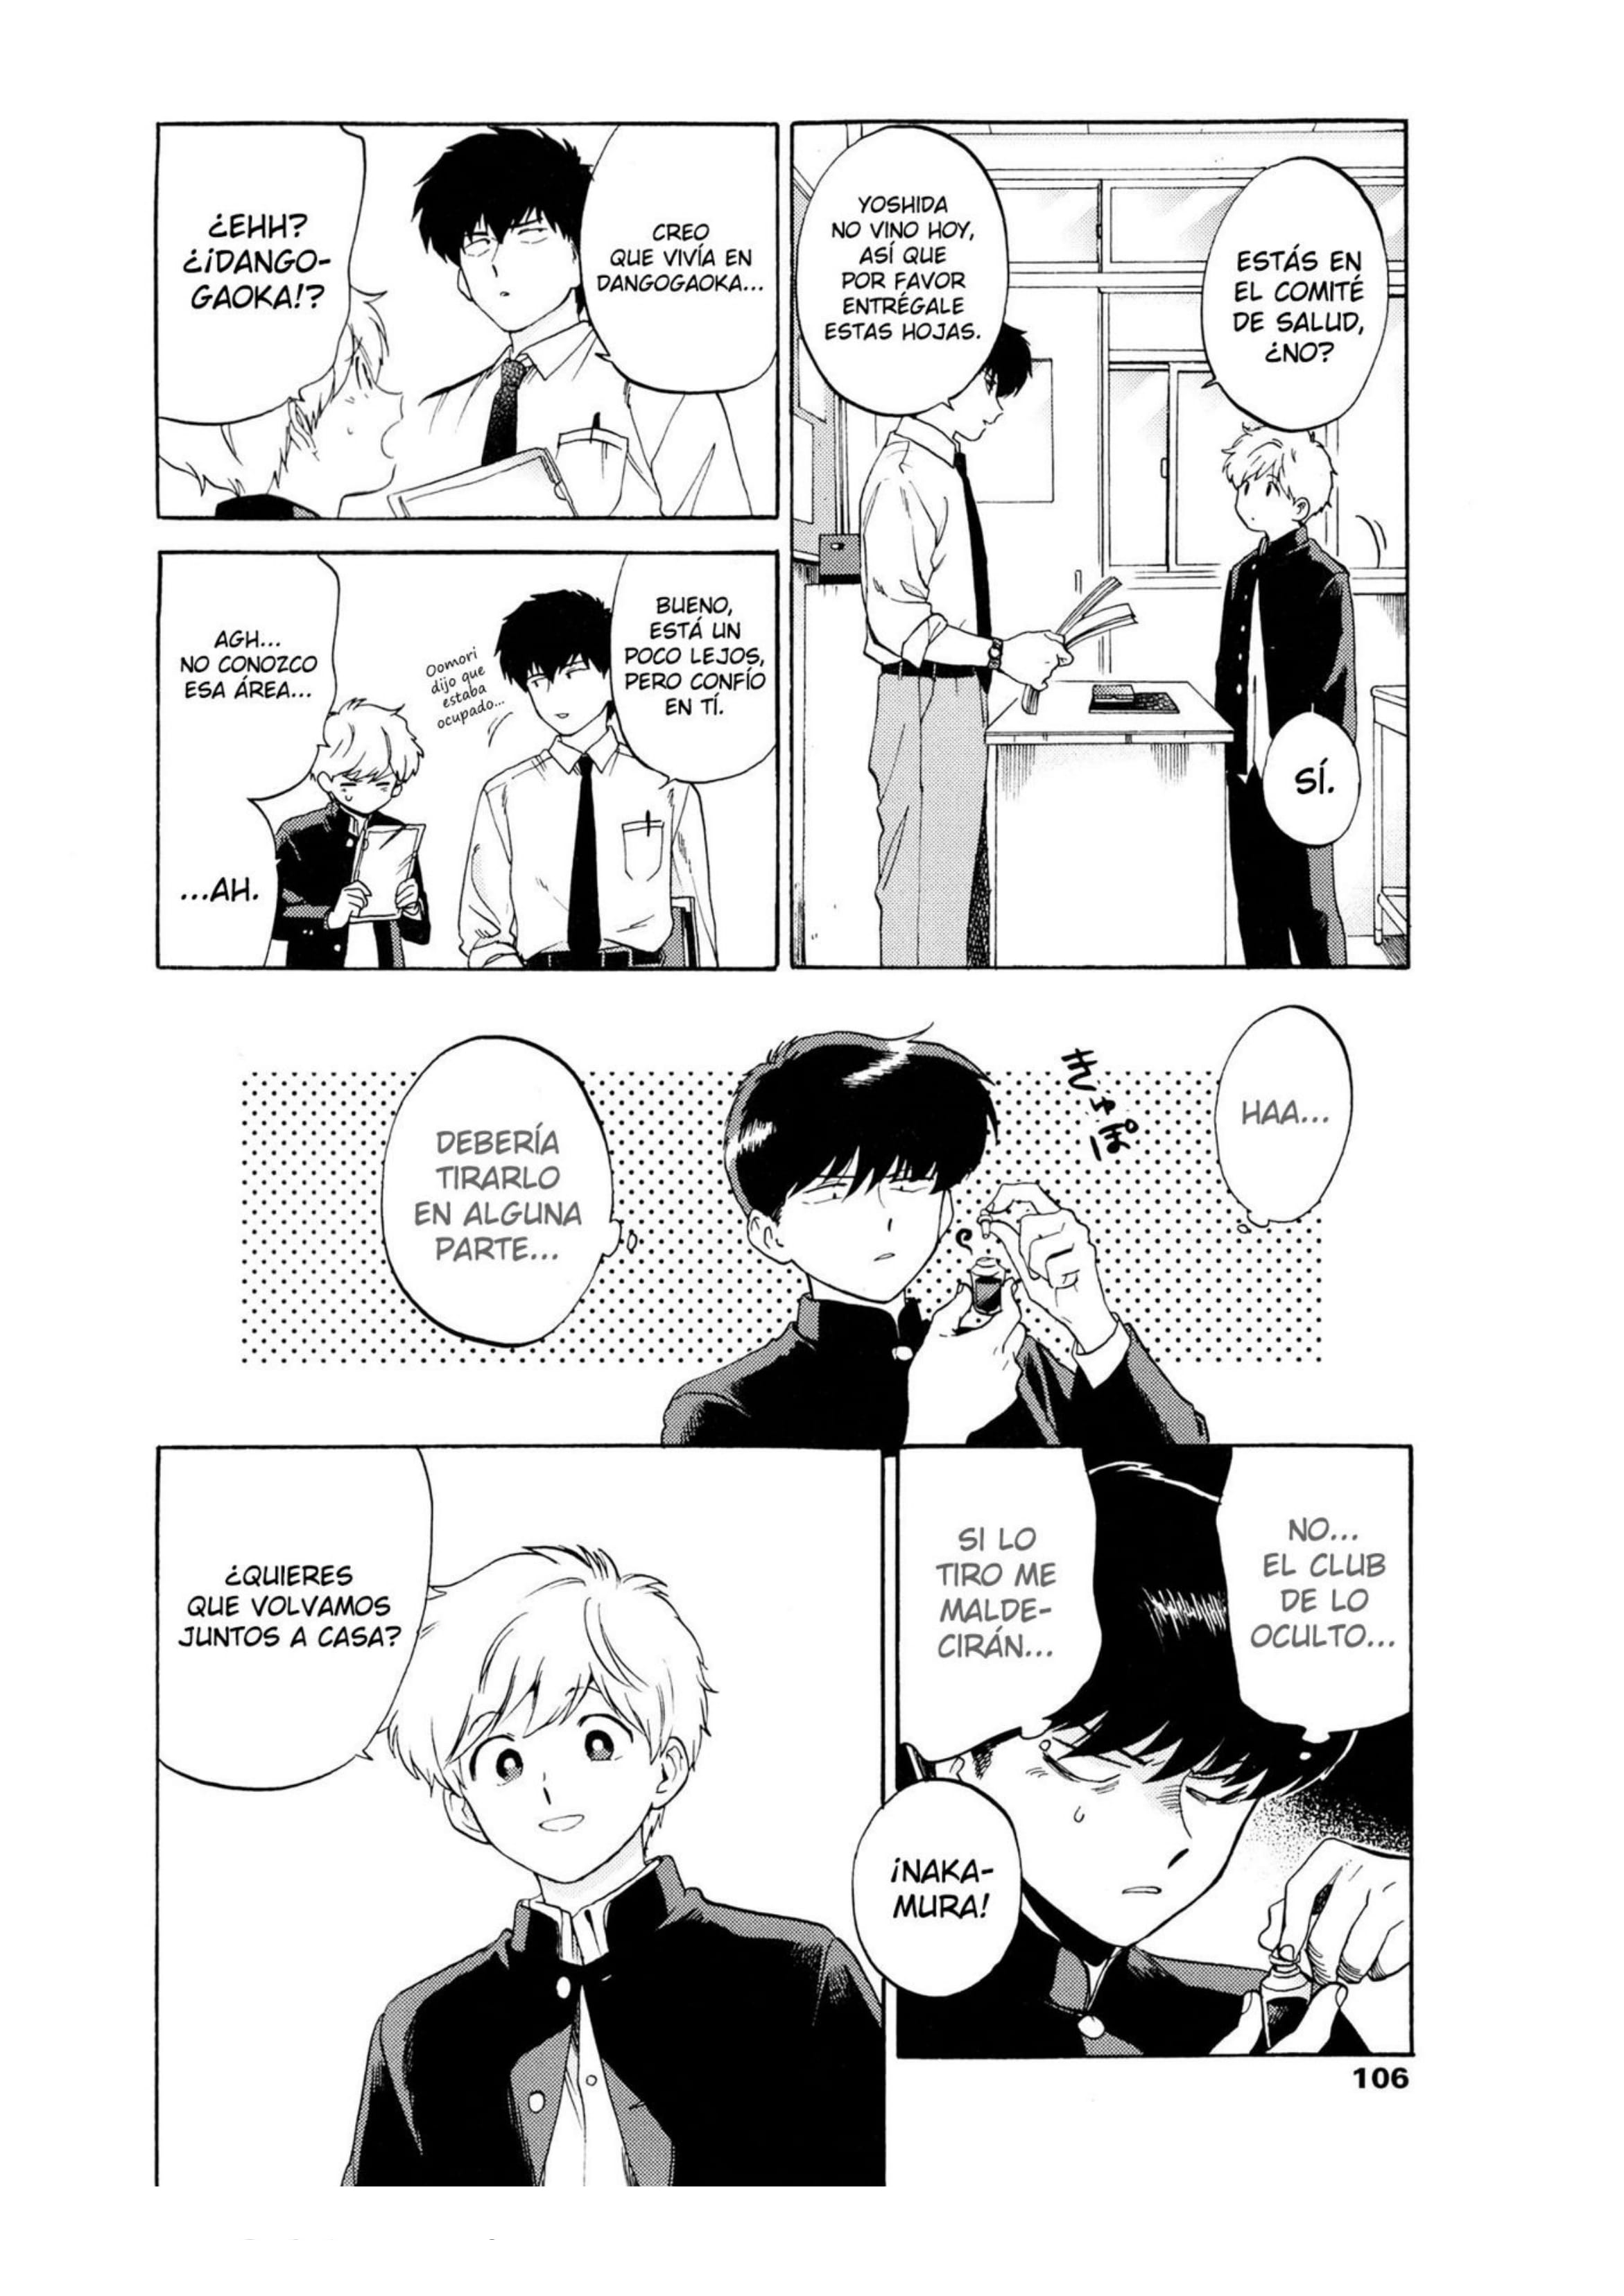 ESTÁS EN
EL COMITÉ
DE SALUD,
¿NO?
YOSHIDA
NO VINO HOY,
ASÍ QUE
POR FAVOR
ENTRÉGALE
ESTAS HOJAS.
SÍ.
CREO
QUE VIVÍA EN
DANGOGAOKA...
¿EHH?
¿¡DANGO-
GAOKA!?
BUENO,
ESTÁ UN
POCO LEJOS,
PERO CONFÍO
EN TÍ.
Oomori
dijo que
estaba
ocupado...
AGH...
NO CONOZCO
ESA ÁREA...
...AH.
HAA...
きゅぽ
DEBERÍA
TIRARLO
EN ALGUNA
PARTE...
NO...
EL CLUB
DE LO
OCULTO...
SI LO
TIRO ME
MALDE-
CIRÁN...
¡NAKA-
MURA!
¿QUIERES
QUE VOLVAMOS
JUNTOS A CASA?
106